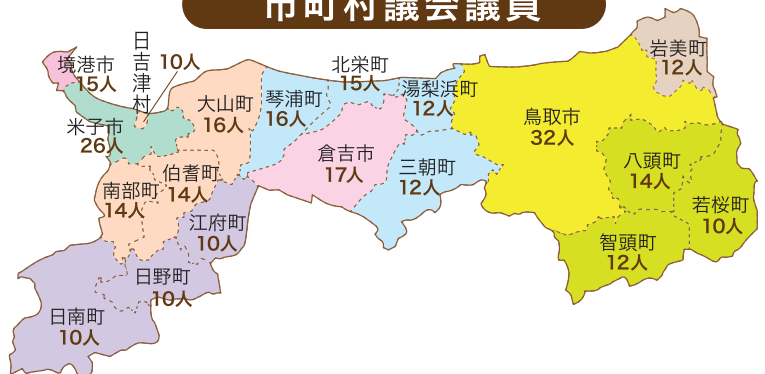 市町村議会議員
岩美町
12人
日吉津村
10人
境港市
15人
北栄町
15人
湯梨浜町
12人
大山町
16人
琴浦町
16人
鳥取市
32人
米子市
26人
倉吉市
17人
三朝町
12人
八頭町
14人
伯耆町
14人
南部町
14人
若桜町
10人
江府町
10人
智頭町
12人
日野町
10人
日南町
10人